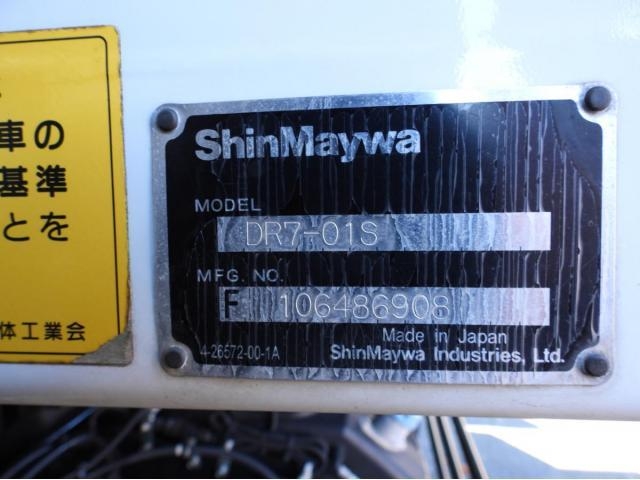 車の
基準
とを
体工業会
ShinMaywa
MODEL
DR7-01S
MFG. NO.
F 106486908
Made in Japan
4-26572-00-1A
ShinMaywa Industries, Ltd.